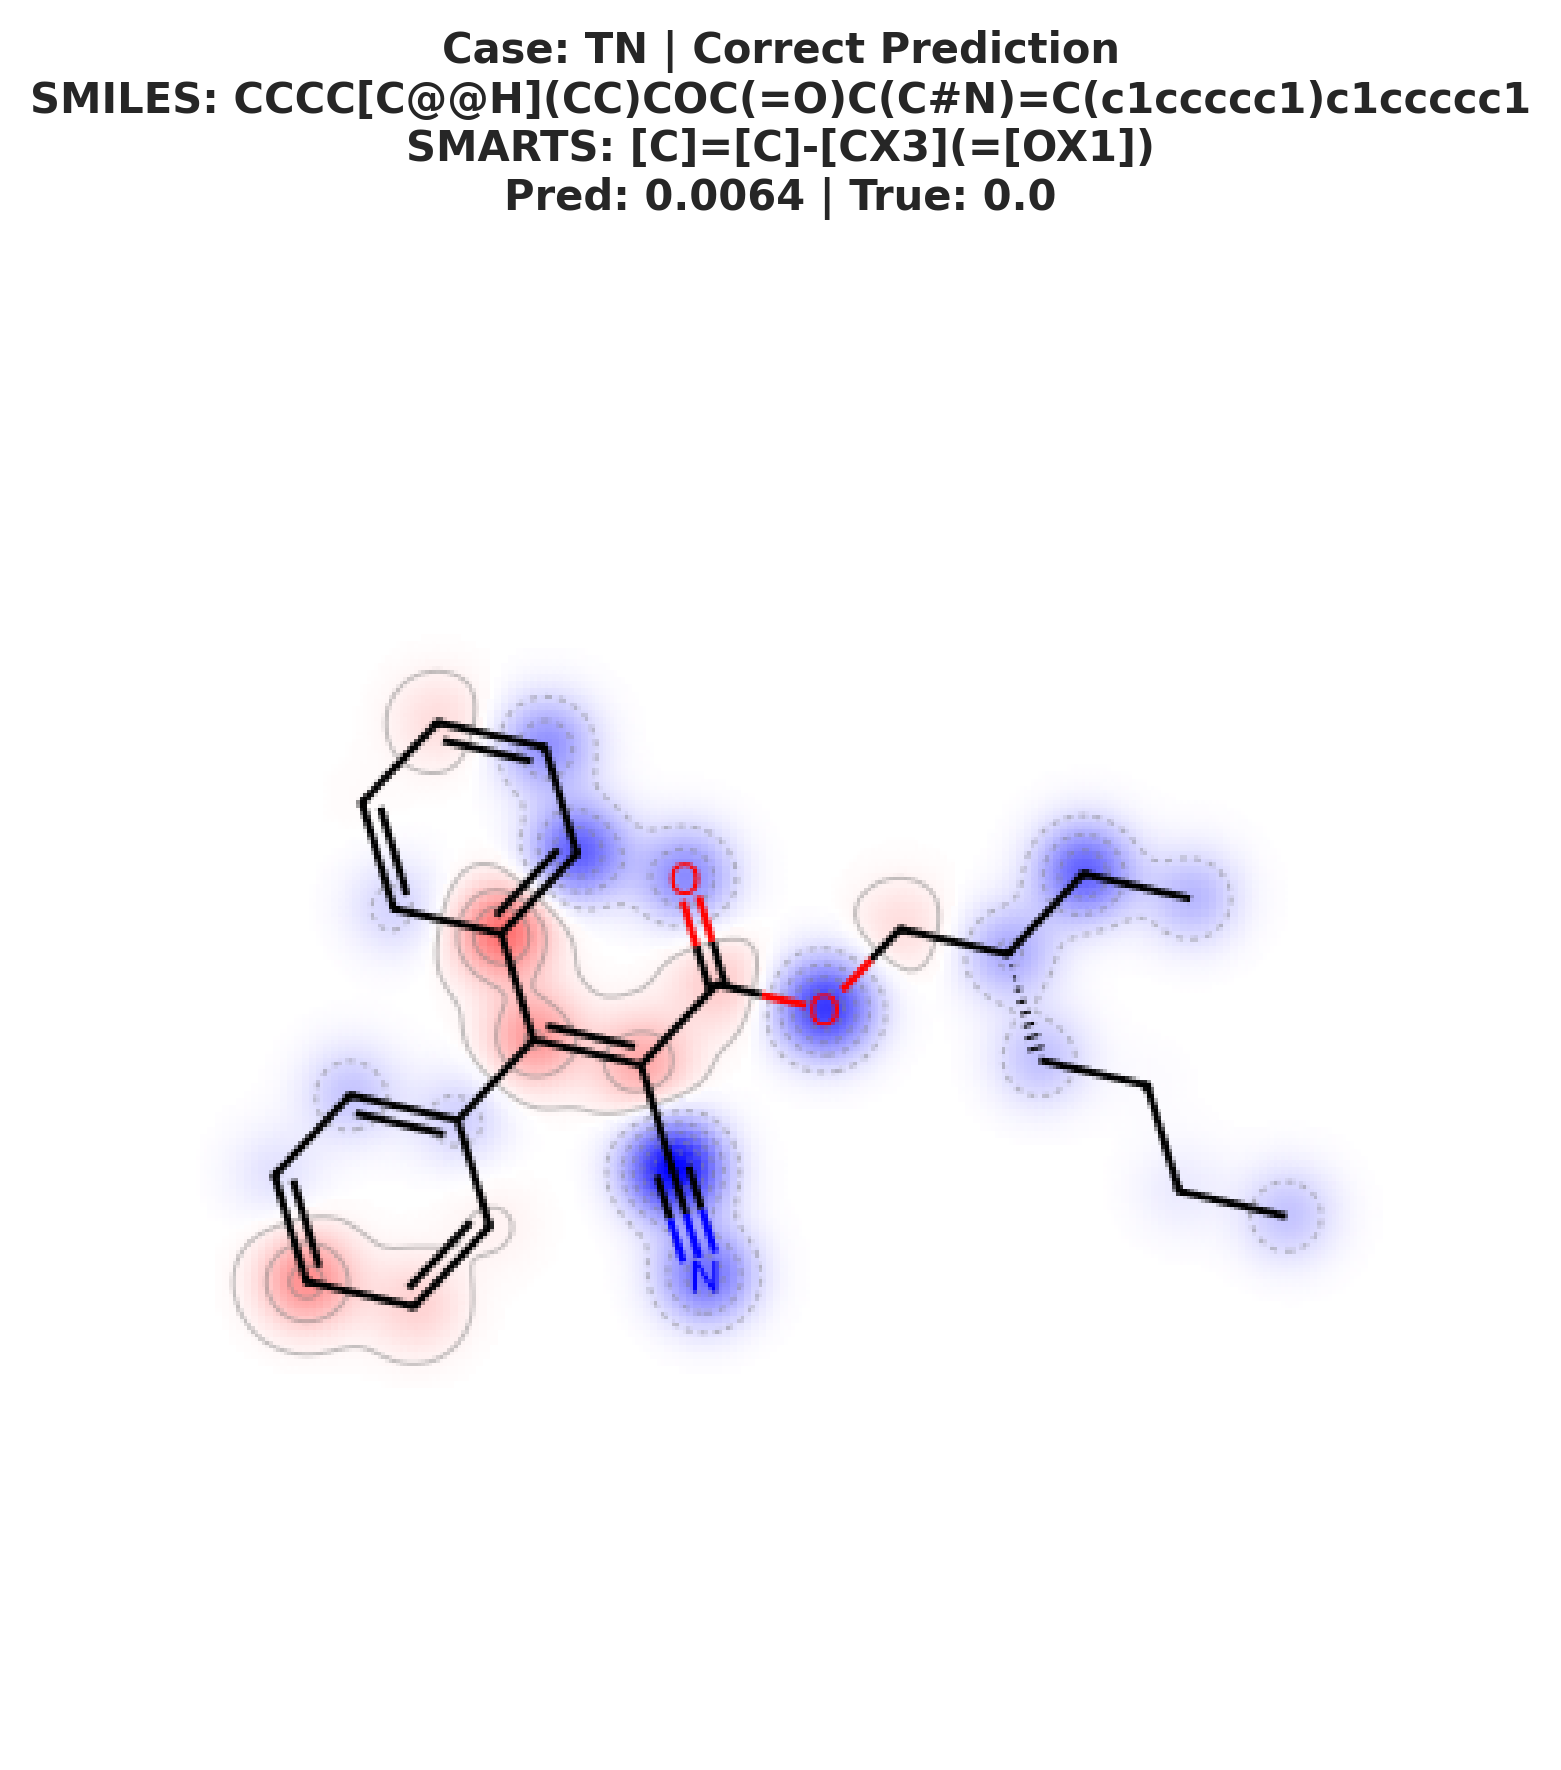 Case: TN | Correct Prediction
SMILES: CCCC[C@@H](CC)COC(=O)C(C#N)=C(c1ccccc1)c1ccccc1
SMARTS: [C]=[C]-[CX3](=[OX1])
Pred: 0.0064 | True: 0.0
O
O
N